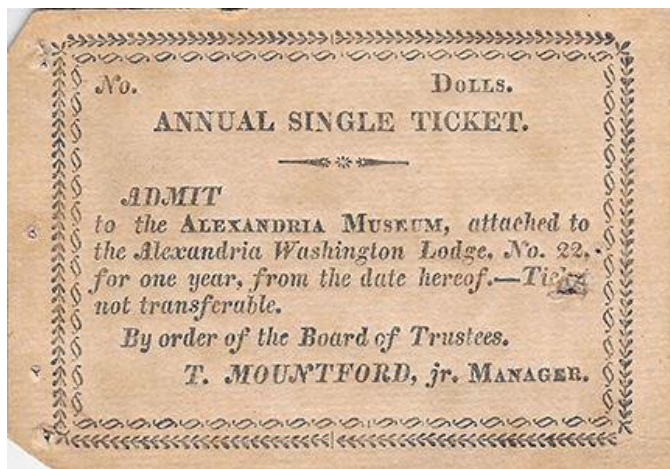 No. DOLLS.
ANNUAL SINGLE TICKET.
ADMIT
to the ALEXANDRIA MUSEUM, attached to
the Alexandria Washington Lodge, No. 22,
for one year, from the date hereof.—
not transferable.
By order of the Board of Trustees.
T. MOUNTFORD, jr. MANAGER.